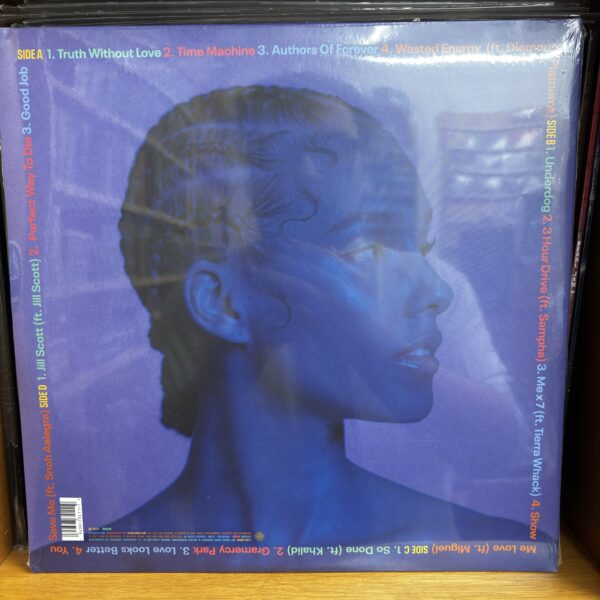 SIDE A 1. Truth Without Love 2. Time Machine 3. Authors Of Forever 4. Wasted Energy (ft. Diamond
Platnumz) SIDE B 1. Underdog 2. 3 Hour Drive (ft. Sampha) 3. Me x 7 (ft. Tierra Whack) 4. Show
Me Love (ft. Miguel) SIDE C 1. So Done (ft. Khalid) 2. Gramercy Park 3. Love Looks Better 4. You
Save Me (ft. Snoh Aalegra) SIDE D 1. Jill Scott (ft. Jill Scott) 2. Perfect Way To Die 3. Good Job